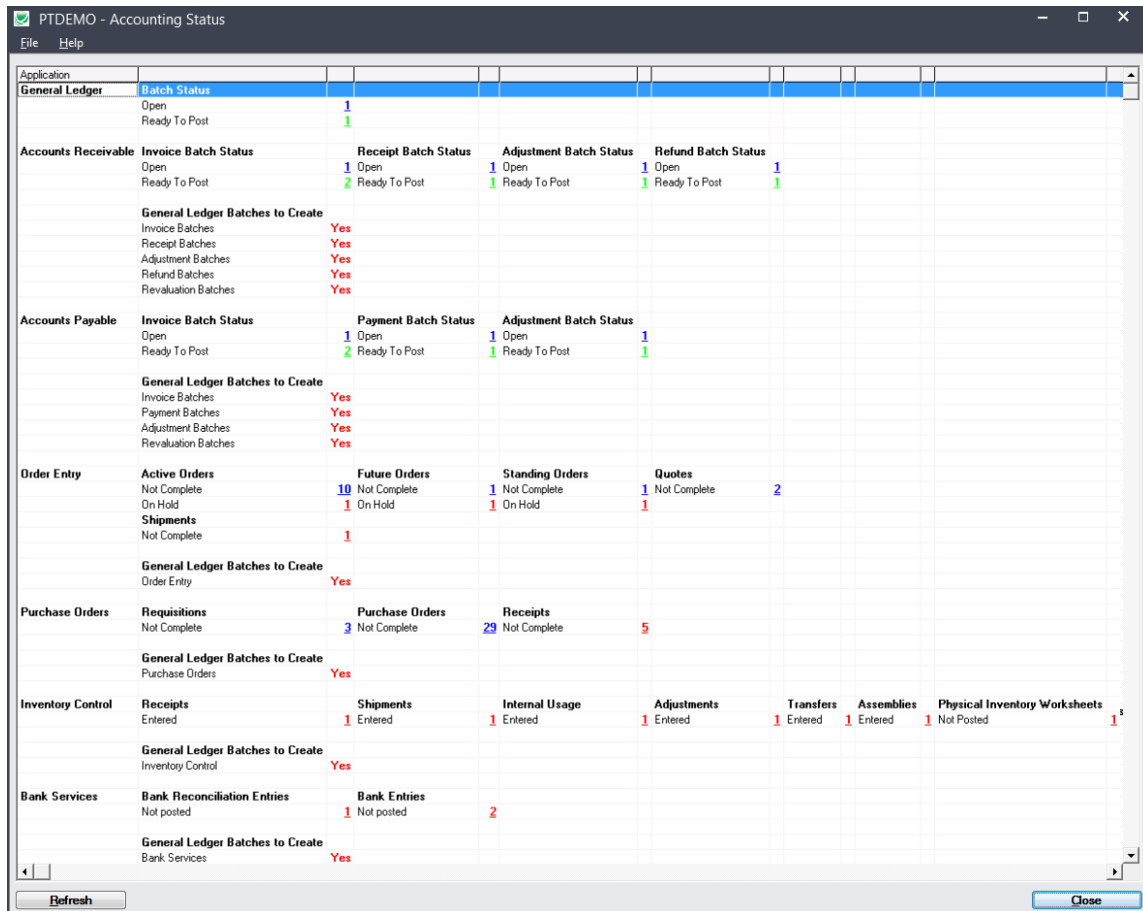 PTDEMO - Accounting Status
File Help
Application
General Ledger Batch Status
Open 1
Ready To Post 1
Accounts Receivable Invoice Batch Status Receipt Batch Status Adjustment Batch Status Refund Batch Status
Open 1 Open 1 Open 1 Open 1
Ready To Post 2 Ready To Post 1 Ready To Post 1 Ready To Post 1
General Ledger Batches to Create
Invoice Batches Yes
Receipt Batches Yes
Adjustment Batches Yes
Refund Batches Yes
Revaluation Batches Yes
Accounts Payable Invoice Batch Status Payment Batch Status Adjustment Batch Status
Open 1 Open 1 Open 1
Ready To Post 2 Ready To Post 1 Ready To Post 1
General Ledger Batches to Create
Invoice Batches Yes
Payment Batches Yes
Adjustment Batches Yes
Revaluation Batches Yes
Order Entry Active Orders Future Orders Standing Orders Quotes
Not Complete 10 Not Complete 1 Not Complete 1 Not Complete 2
On Hold 1 On Hold 1 On Hold 1
Shipments
Not Complete 1
General Ledger Batches to Create
Order Entry Yes
Purchase Orders Requisitions Purchase Orders Receipts
Not Complete 3 Not Complete 29 Not Complete 5
General Ledger Batches to Create
Purchase Orders Yes
Inventory Control Receipts Shipments Internal Usage Adjustments Transfers Assemblies Physical Inventory Worksheets
Entered 1 Entered 1 Entered 1 Entered 1 Entered 1 Entered 1 Not Posted 1
General Ledger Batches to Create
Inventory Control Yes
Bank Services Bank Reconciliation Entries Bank Entries
Not posted 1 Not posted 2
General Ledger Batches to Create
Bank Services Yes
Refresh Close